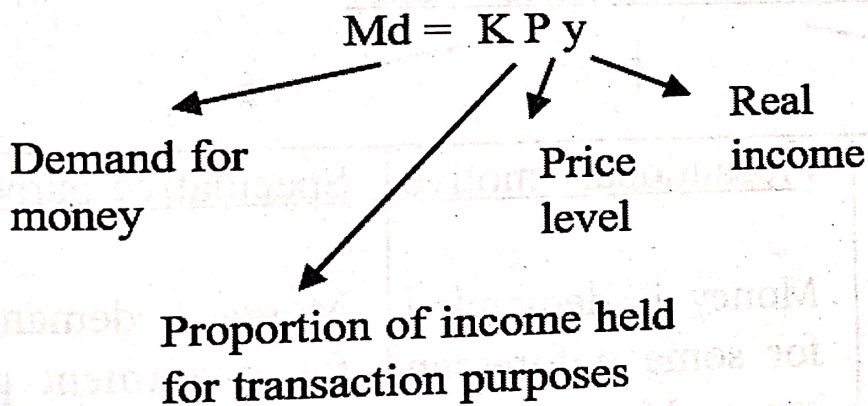 Md = K P y
Demand for
money
Price
level
Real
income
Proportion of income held
for transaction purposes